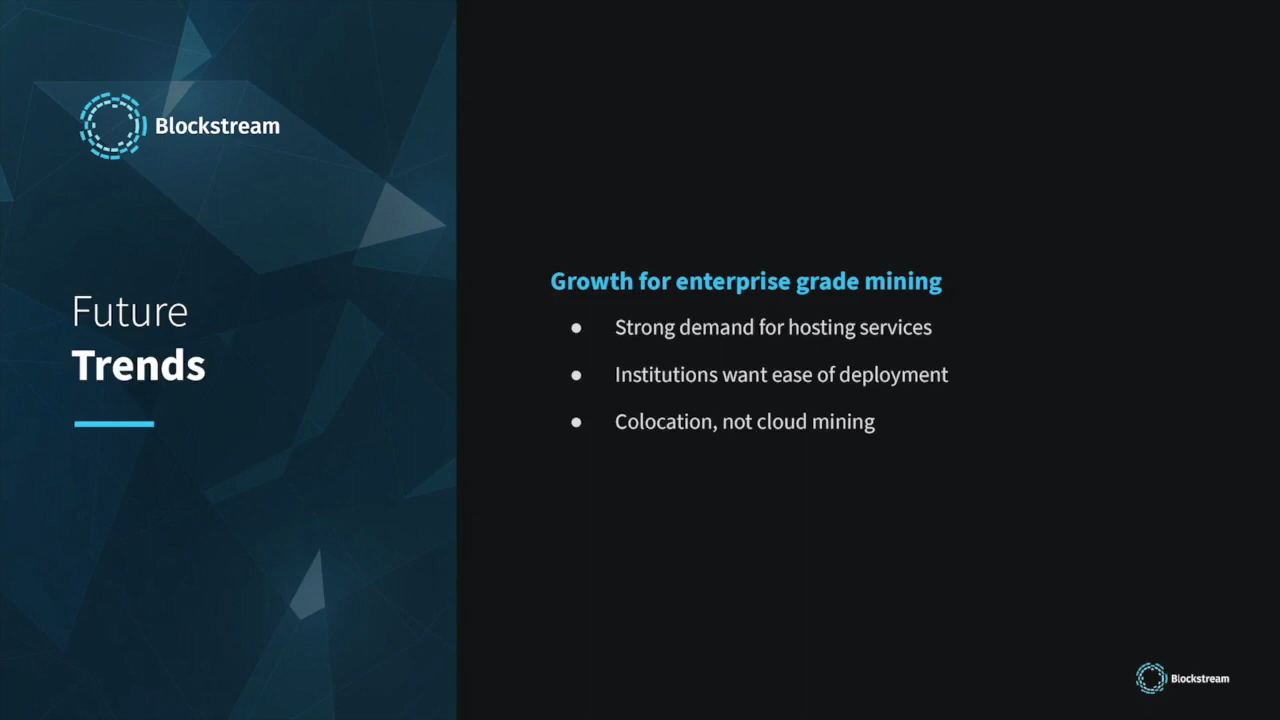 Blockstream
Future
Trends
Growth for enterprise grade mining
● Strong demand for hosting services
● Institutions want ease of deployment
● Colocation, not cloud mining
Blockstream